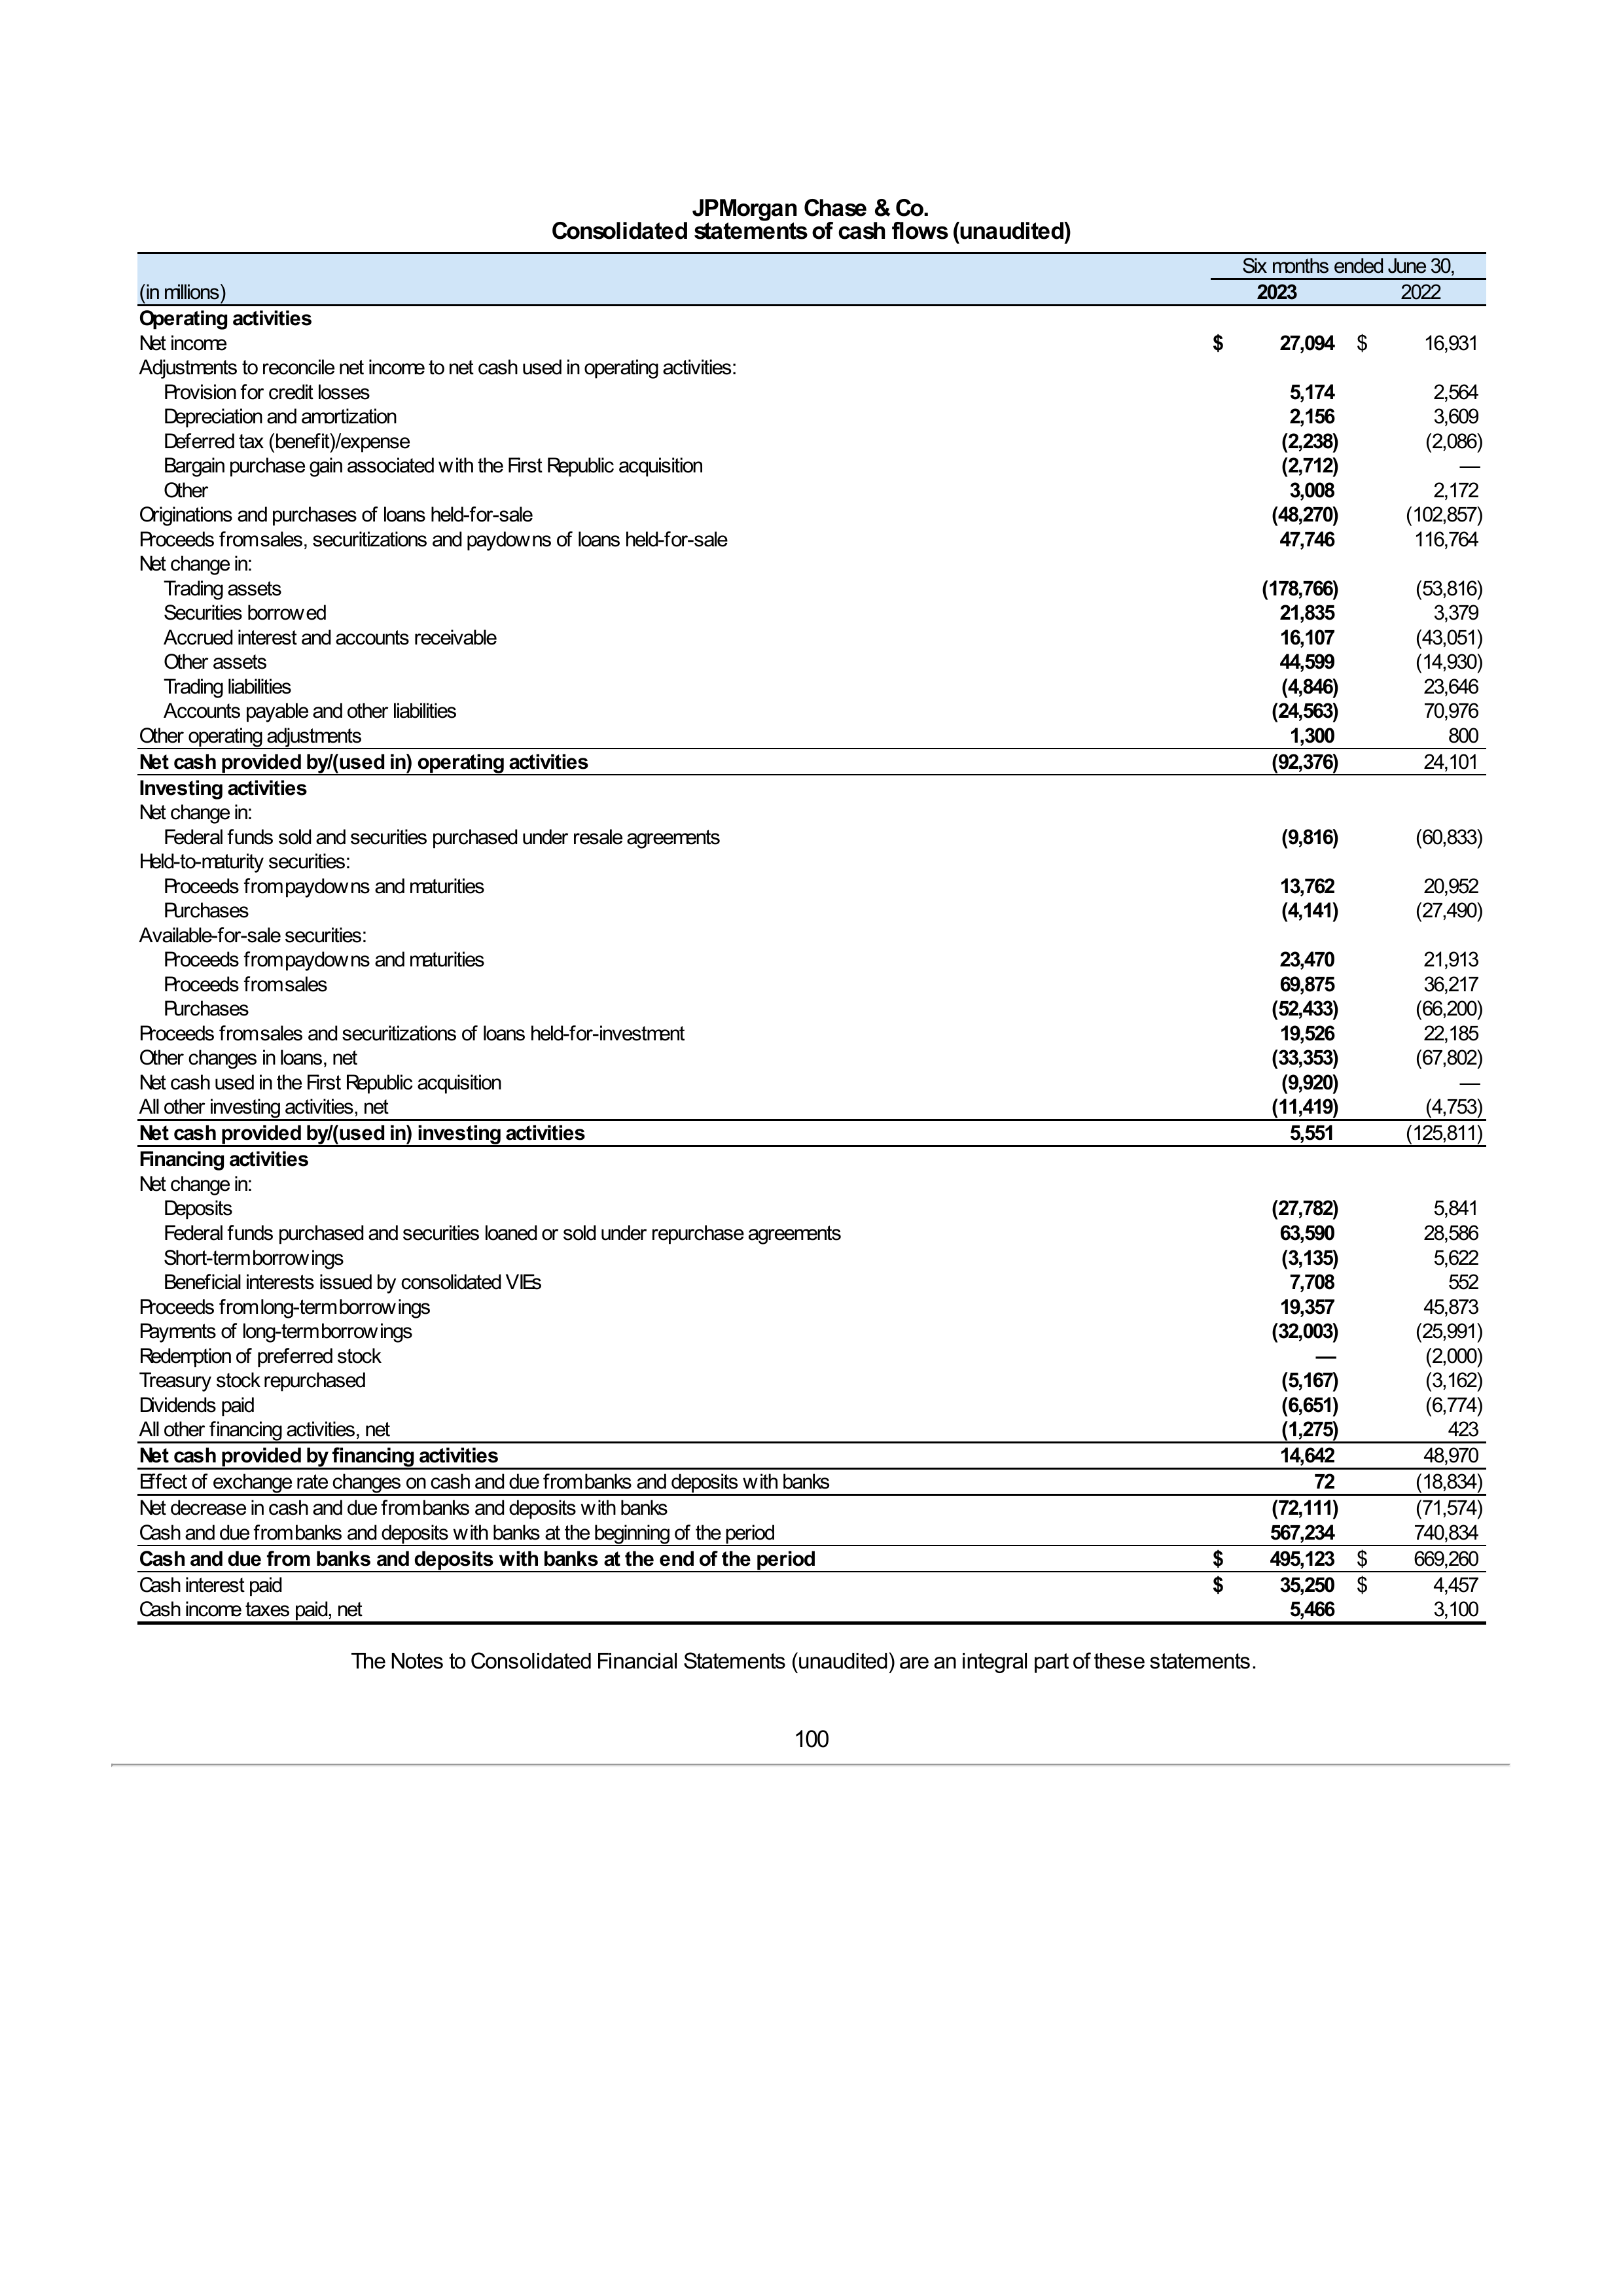 JPMorgan Chase & Co.
Consolidated statements of cash flows (unaudited)
Six months ended June 30,
(in millions) 2023 2022
Operating activities
Net income $ 27,094 $ 16,931
Adjustments to reconcile net income to net cash used in operating activities:
Provision for credit losses 5,174 2,564
Depreciation and amortization 2,156 3,609
Deferred tax (benefit)/expense (2,238) (2,086)
Bargain purchase gain associated with the First Republic acquisition (2,712) —
Other 3,008 2,172
Originations and purchases of loans held-for-sale (48,270) (102,857)
Proceeds from sales, securitizations and paydowns of loans held-for-sale 47,746 116,764
Net change in:
Trading assets (178,766) (53,816)
Securities borrowed 21,835 3,379
Accrued interest and accounts receivable 16,107 (43,051)
Other assets 44,599 (14,930)
Trading liabilities (4,846) 23,646
Accounts payable and other liabilities (24,563) 70,976
Other operating adjustments 1,300 800
Net cash provided by/(used in) operating activities (92,376) 24,101
Investing activities
Net change in:
Federal funds sold and securities purchased under resale agreements (9,816) (60,833)
Held-to-maturity securities:
Proceeds from paydowns and maturities 13,762 20,952
Purchases (4,141) (27,490)
Available-for-sale securities:
Proceeds from paydowns and maturities 23,470 21,913
Proceeds from sales 69,875 36,217
Purchases (52,433) (66,200)
Proceeds from sales and securitizations of loans held-for-investment 19,526 22,185
Other changes in loans, net (33,353) (67,802)
Net cash used in the First Republic acquisition (9,920) —
All other investing activities, net (11,419) (4,753)
Net cash provided by/(used in) investing activities 5,551 (125,811)
Financing activities
Net change in:
Deposits (27,782) 5,841
Federal funds purchased and securities loaned or sold under repurchase agreements 63,590 28,586
Short-term borrowings (3,135) 5,622
Beneficial interests issued by consolidated VIEs 7,708 552
Proceeds from long-term borrowings 19,357 45,873
Payments of long-term borrowings (32,003) (25,991)
Redemption of preferred stock — (2,000)
Treasury stock repurchased (5,167) (3,162)
Dividends paid (6,651) (6,774)
All other financing activities, net (1,275) 423
Net cash provided by financing activities 14,642 48,970
Effect of exchange rate changes on cash and due from banks and deposits with banks 72 (18,834)
Net decrease in cash and due from banks and deposits with banks (72,111) (71,574)
Cash and due from banks and deposits with banks at the beginning of the period 567,234 740,834
Cash and due from banks and deposits with banks at the end of the period $ 495,123 $ 669,260
Cash interest paid $ 35,250 $ 4,457
Cash income taxes paid, net 5,466 3,100
The Notes to Consolidated Financial Statements (unaudited) are an integral part of these statements.
100